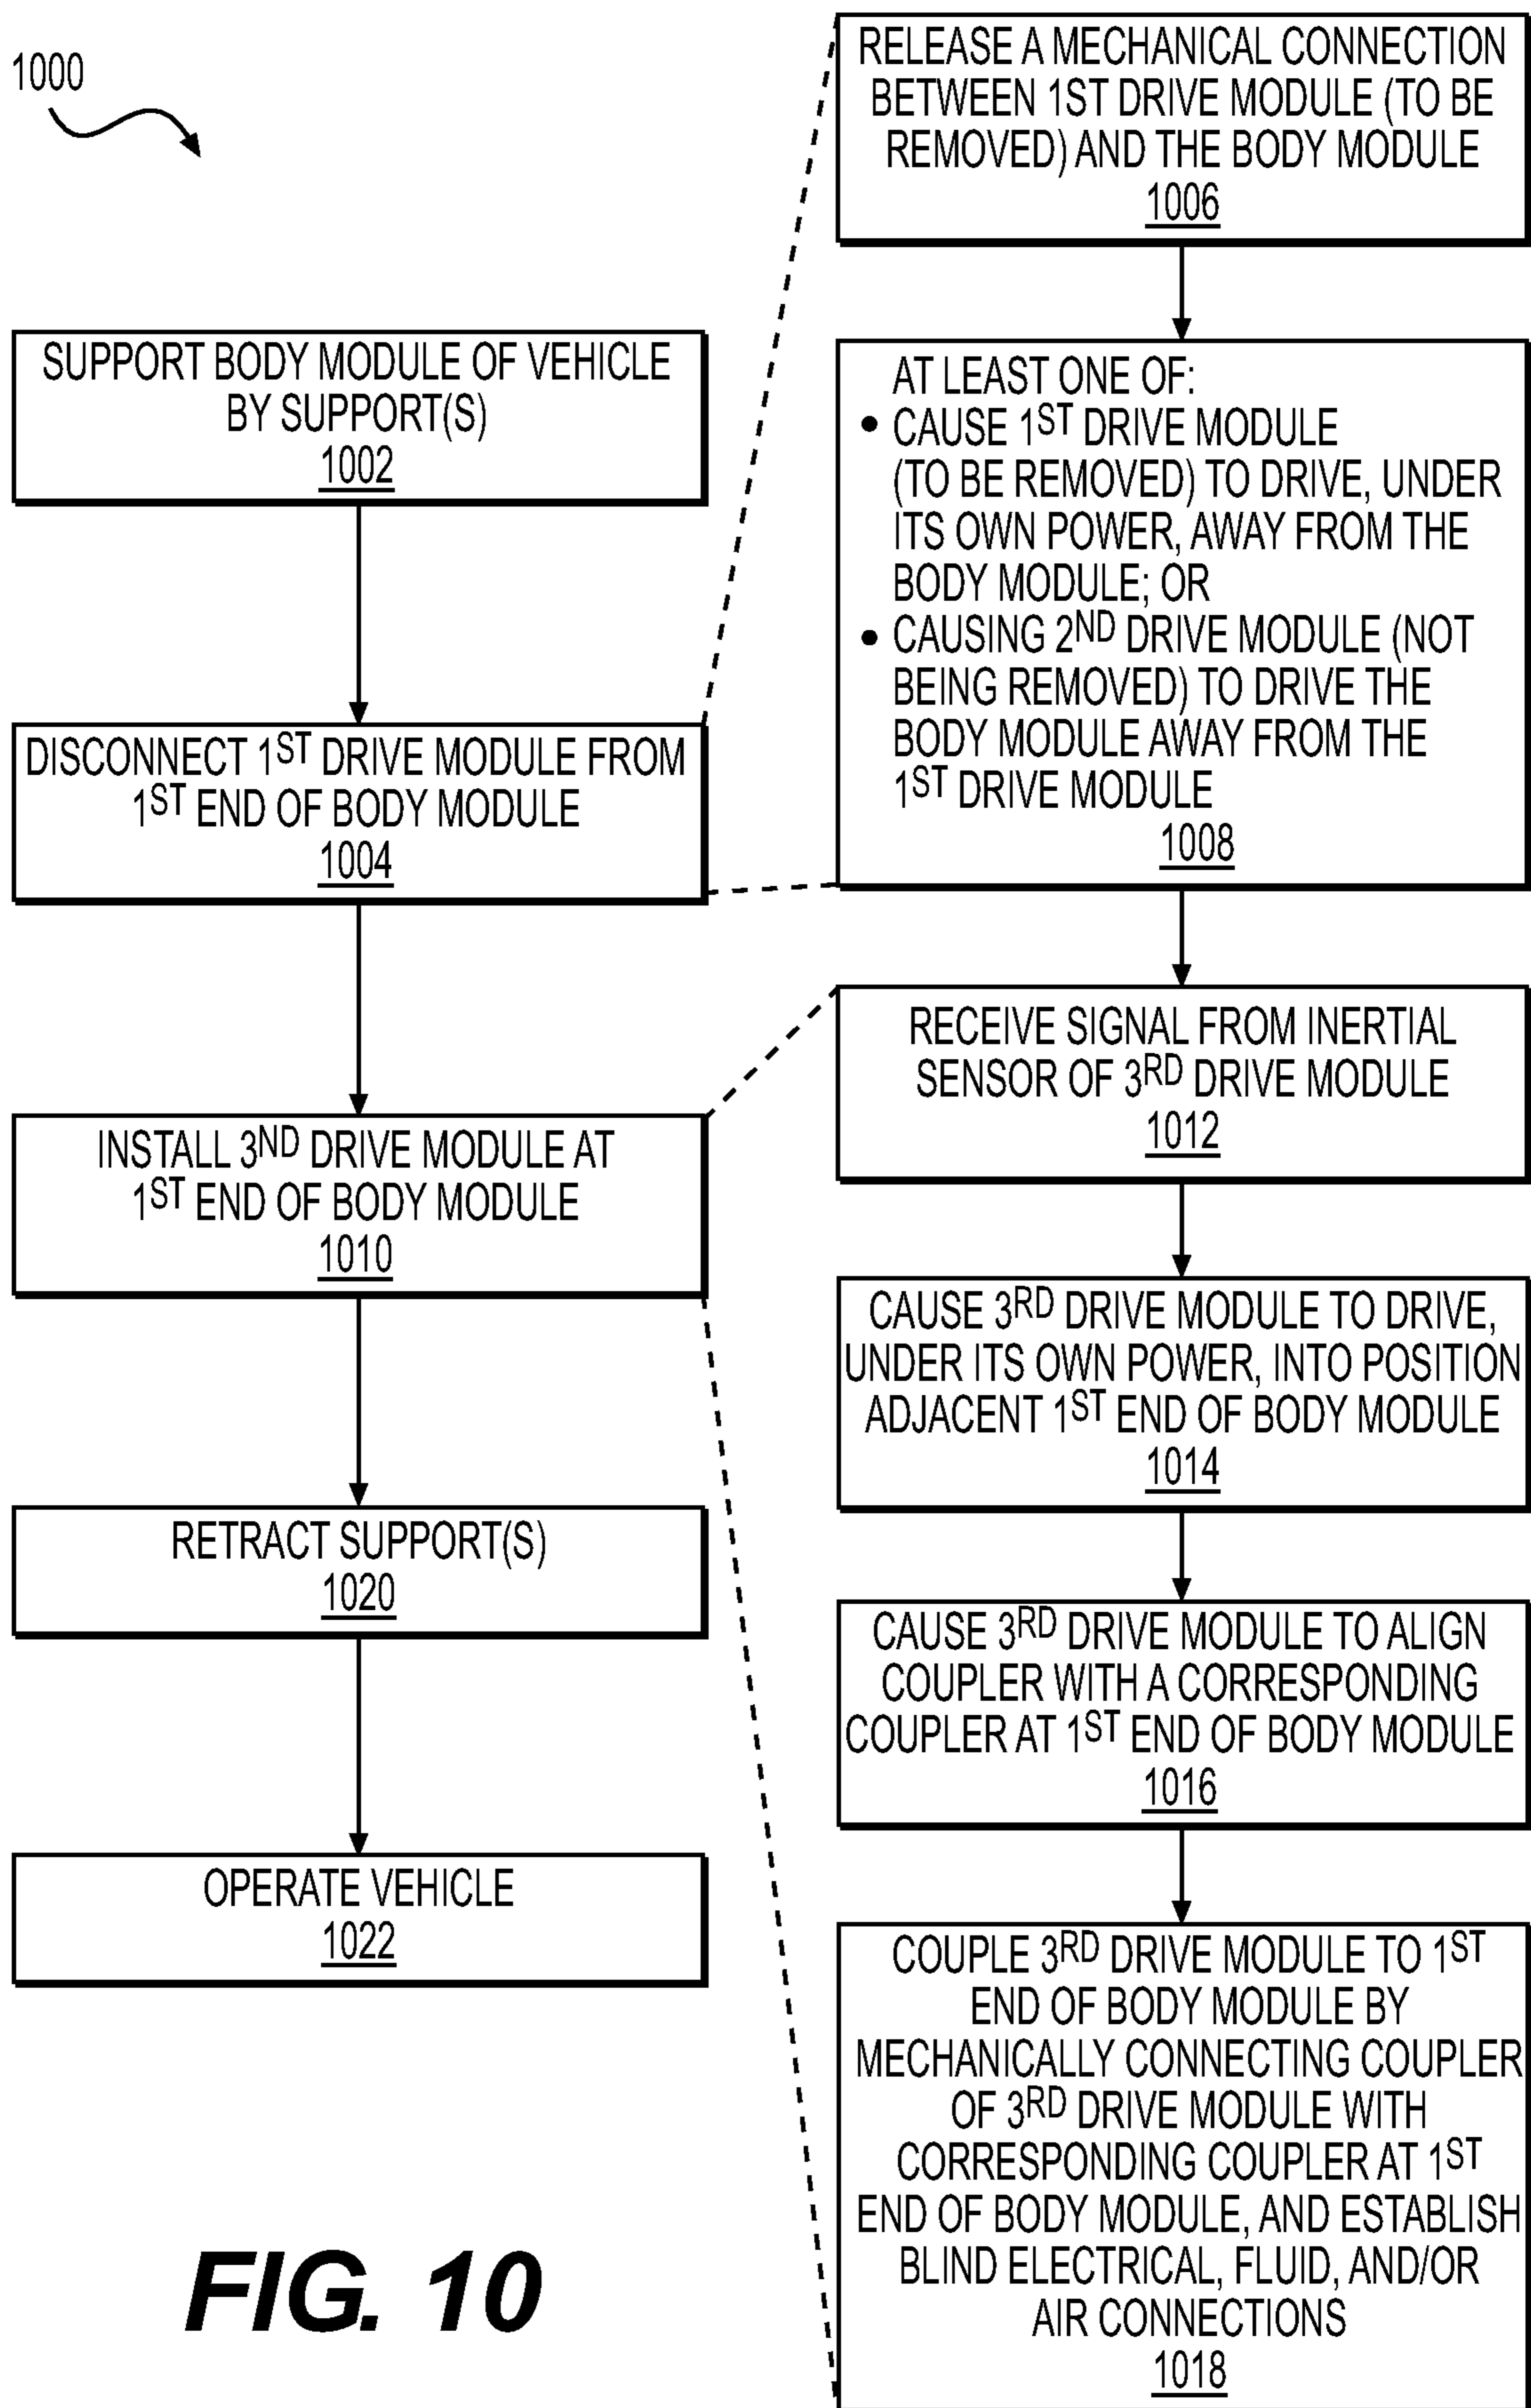 1000
SUPPORT BODY MODULE OF VEHICLE
BY SUPPORT(S)
1002
DISCONNECT 1ST DRIVE MODULE FROM
1ST END OF BODY MODULE
1004
INSTALL 3ND DRIVE MODULE AT
1ST END OF BODY MODULE
1010
RETRACT SUPPORT(S)
1020
OPERATE VEHICLE
1022
RELEASE A MECHANICAL CONNECTION
BETWEEN 1ST DRIVE MODULE (TO BE
REMOVED) AND THE BODY MODULE
1006
AT LEAST ONE OF:
• CAUSE 1ST DRIVE MODULE
(TO BE REMOVED) TO DRIVE, UNDER
ITS OWN POWER, AWAY FROM THE
BODY MODULE; OR
• CAUSING 2ND DRIVE MODULE (NOT
BEING REMOVED) TO DRIVE THE
BODY MODULE AWAY FROM THE
1ST DRIVE MODULE
1008
RECEIVE SIGNAL FROM INERTIAL
SENSOR OF 3RD DRIVE MODULE
1012
CAUSE 3RD DRIVE MODULE TO DRIVE,
UNDER ITS OWN POWER, INTO POSITION
ADJACENT 1ST END OF BODY MODULE
1014
CAUSE 3RD DRIVE MODULE TO ALIGN
COUPLER WITH A CORRESPONDING
COUPLER AT 1ST END OF BODY MODULE
1016
COUPLE 3RD DRIVE MODULE TO 1ST
END OF BODY MODULE BY
MECHANICALLY CONNECTING COUPLER
OF 3RD DRIVE MODULE WITH
CORRESPONDING COUPLER AT 1ST
END OF BODY MODULE, AND ESTABLISH
BLIND ELECTRICAL, FLUID, AND/OR
AIR CONNECTIONS
1018
FIG. 10